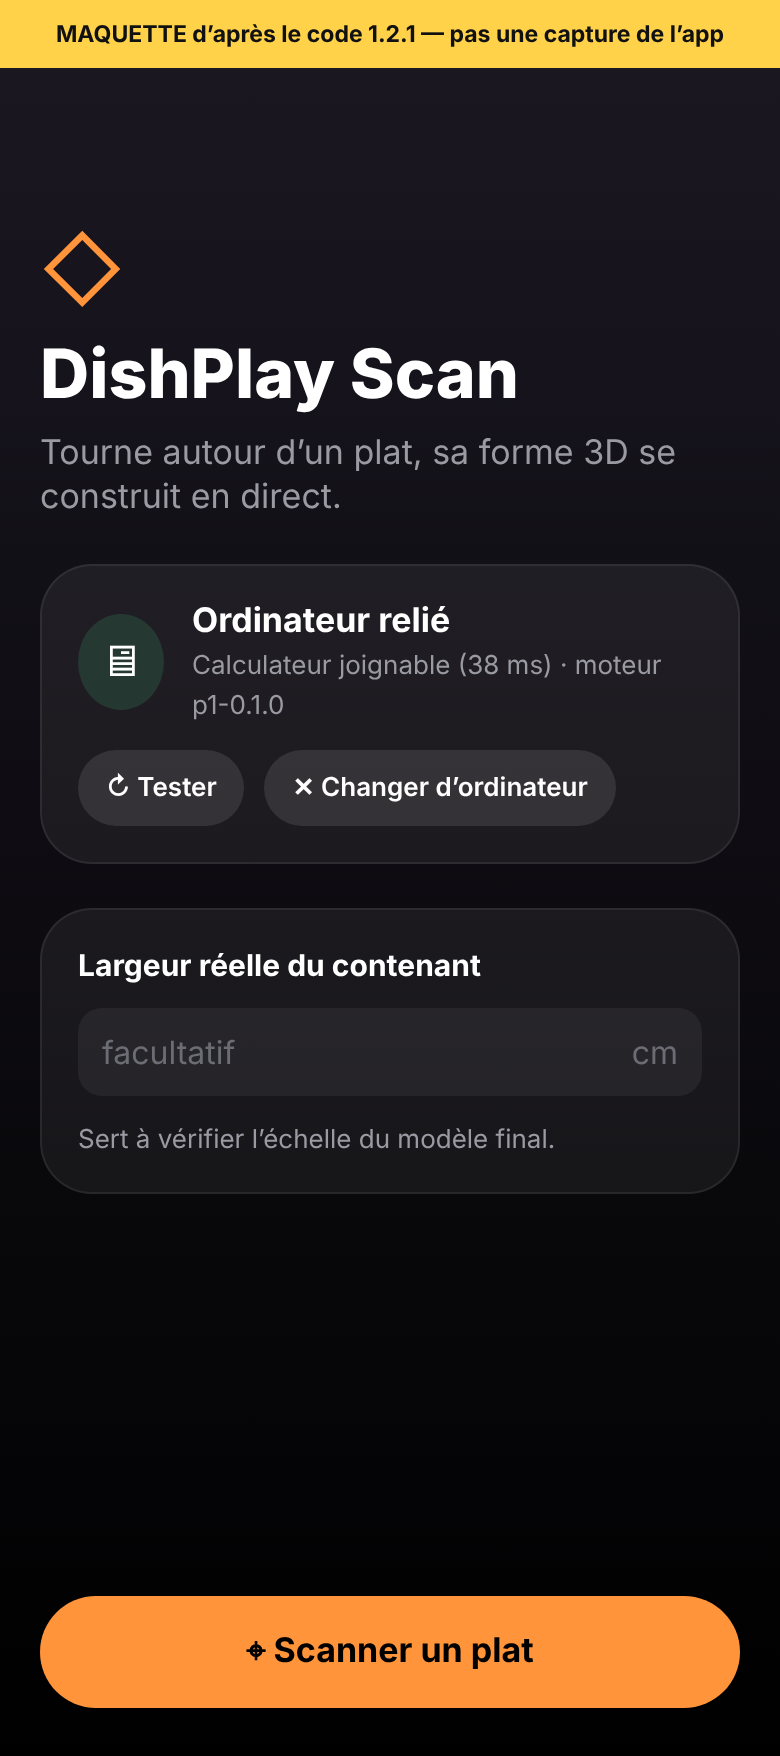 MAQUETTE d’après le code 1.2.1 — pas une capture de l’app
DishPlay Scan
Tourne autour d’un plat, sa forme 3D se
construit en direct.
Ordinateur relié
Calculateur joignable (38 ms) · moteur
p1-0.1.0
↻ Tester
✕ Changer d’ordinateur
Largeur réelle du contenant
facultatif cm
Sert à vérifier l’échelle du modèle final.
⌖ Scanner un plat